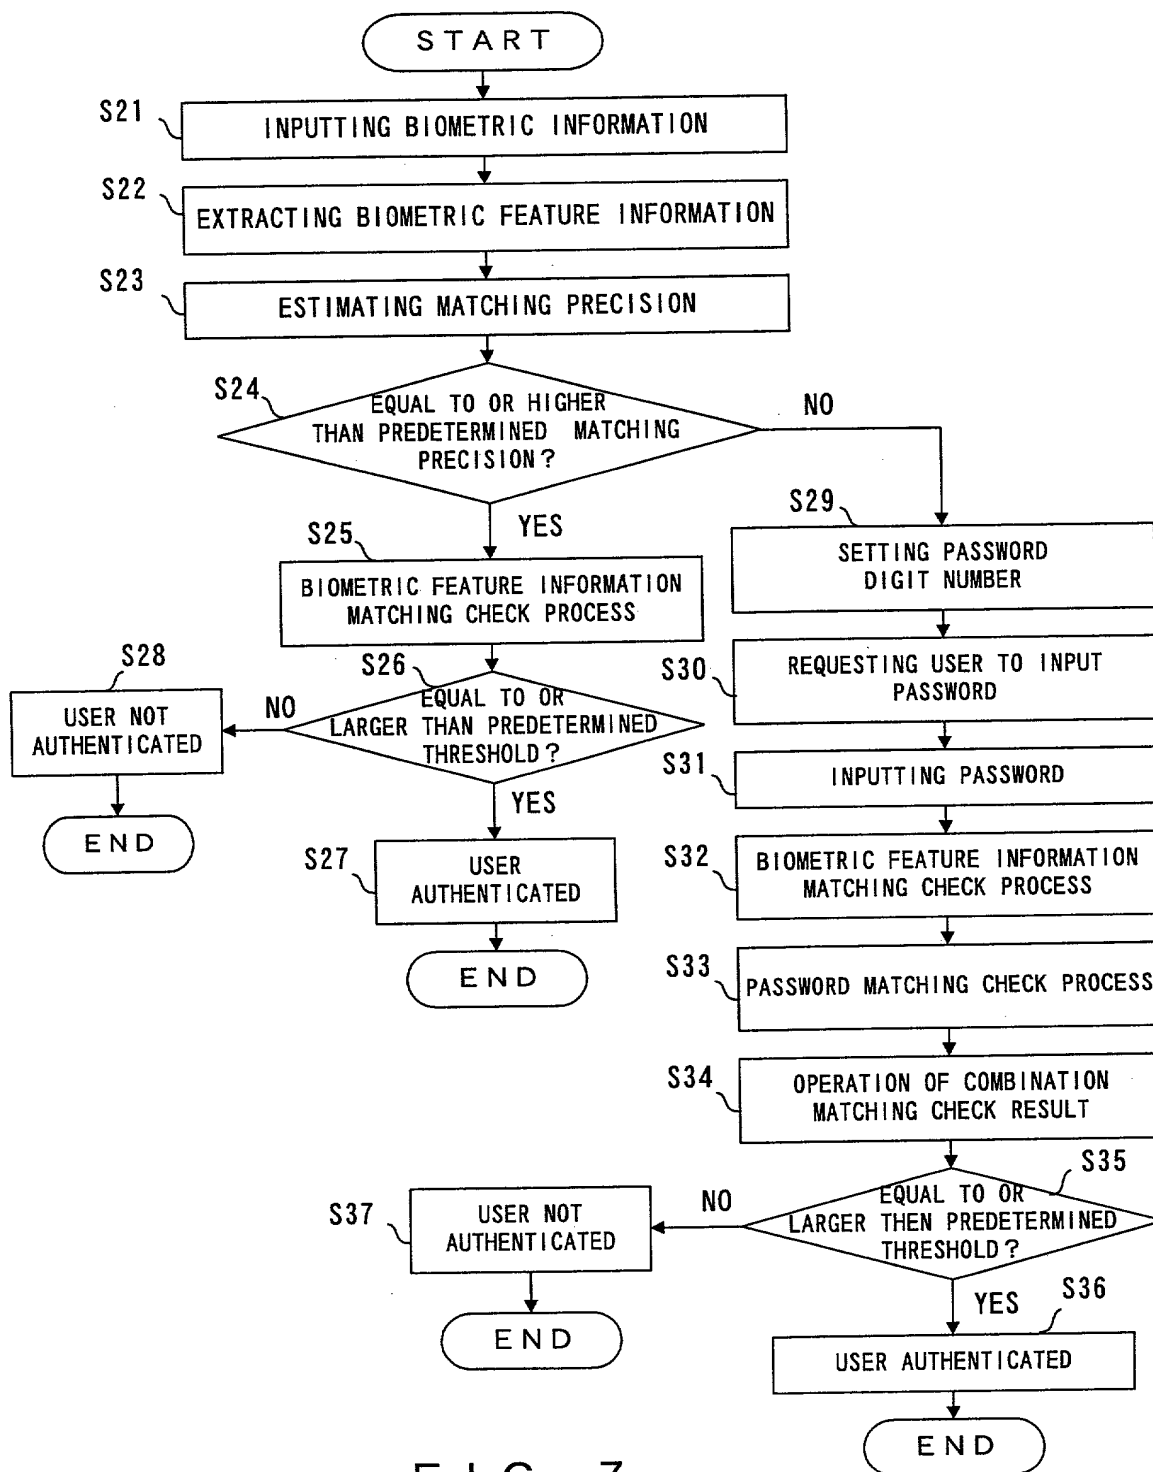 START
S21
INPUTTING BIOMETRIC INFORMATION
S22
EXTRACTING BIOMETRIC FEATURE INFORMATION
S23
ESTIMATING MATCHING PRECISION
S24
EQUAL TO OR HIGHER
THAN PREDETERMINED MATCHING
PRECISION?
NO
YES
S25
BIOMETRIC FEATURE INFORMATION
MATCHING CHECK PROCESS
S26
EQUAL TO OR
LARGER THAN PREDETERMINED
THRESHOLD?
NO
S28
USER NOT
AUTHENTICATED
END
YES
S27
USER
AUTHENTICATED
END
S29
SETTING PASSWORD
DIGIT NUMBER
S30
REQUESTING USER TO INPUT
PASSWORD
S31
INPUTTING PASSWORD
S32
BIOMETRIC FEATURE INFORMATION
MATCHING CHECK PROCESS
S33
PASSWORD MATCHING CHECK PROCESS
S34
OPERATION OF COMBINATION
MATCHING CHECK RESULT
S35
EQUAL TO OR
LARGER THEN PREDETERMINED
THRESHOLD?
NO
S37
USER NOT
AUTHENTICATED
END
YES
S36
USER AUTHENTICATED
END